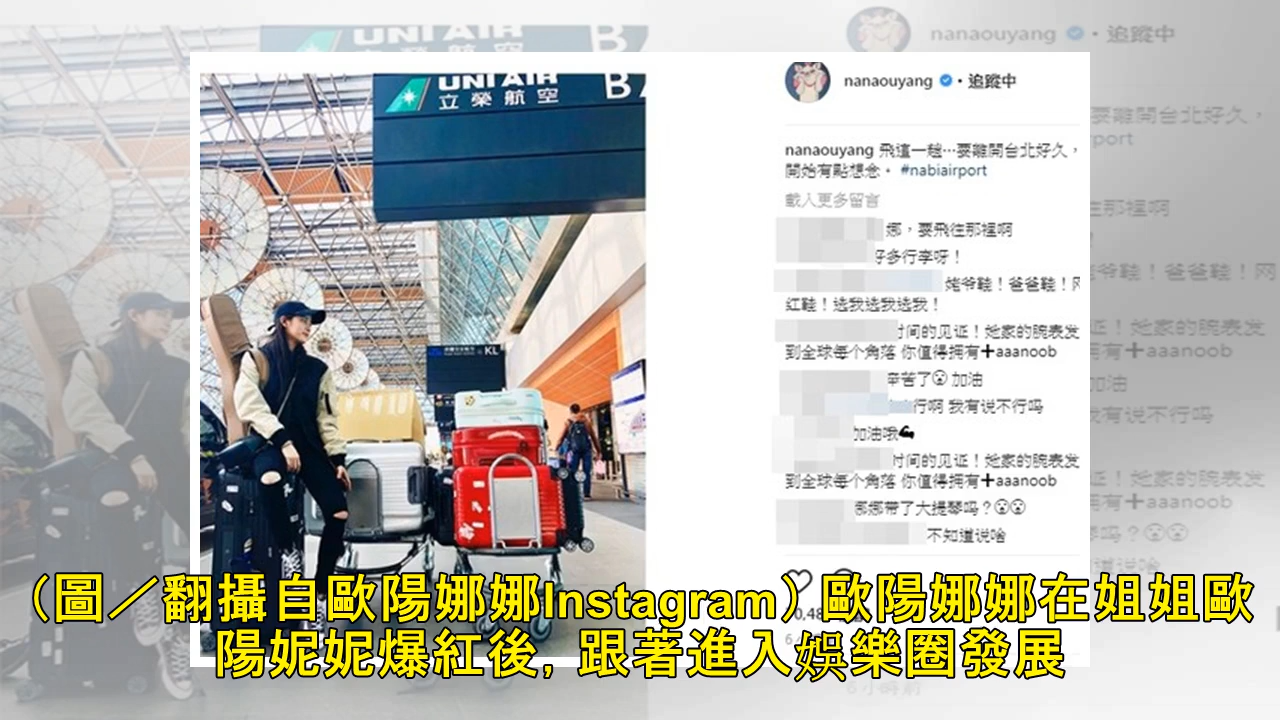 UNI AIR
立榮航空
B
KL
nanaouyang • 追蹤中
nanaouyang 飛這一趟⋯要離開台北好久，
開始有點想念。 #nabiairport
載入更多留言
娜，要飛往那裡啊
好多行李呀！
姥爷鞋！爸爸鞋！网
红鞋！选我选我选我！
时间的见证！她家的腕表发
到全球每个角落 你值得拥有➕aaanoob
辛苦了😮 加油
行啊 我有说不行吗
加油哦💪
时间的见证！她家的腕表发
到全球每个角落 你值得拥有➕aaanoob
娜娜带了大提琴吗？😮😮
不知道说啥
（圖／翻攝自歐陽娜娜Instagram）歐陽娜娜在姐姐歐
陽妮妮爆紅後，跟著進入娛樂圈發展